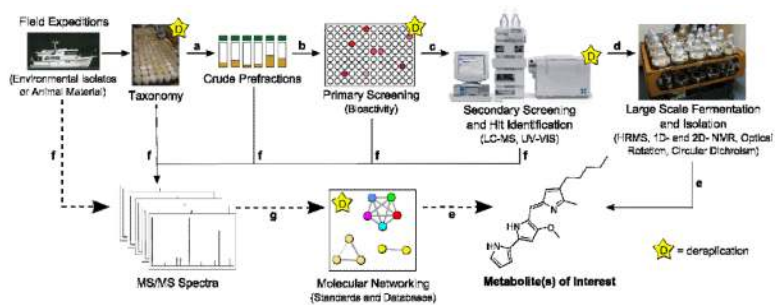 Field Expeditions
(Environmental Isolates
or Animal Material)
D
Taxonomy
a
Crude Prefractions
b
Primary Screening
(Bioactivity)
c
D
Secondary Screening
and Hit Identification
(LC-MS, UV-VIS)
d
Large Scale Fermentation
and Isolation
(HRMS, 1D- and 2D- NMR, Optical
Rotation, Circular Dichroism)
f
f
f
f
f
e
MS/MS Spectra
g
D
Molecular Networking
(Standards and Databases)
e
HN
N
NH
O
Metabolite(s) of Interest
D = dereplication